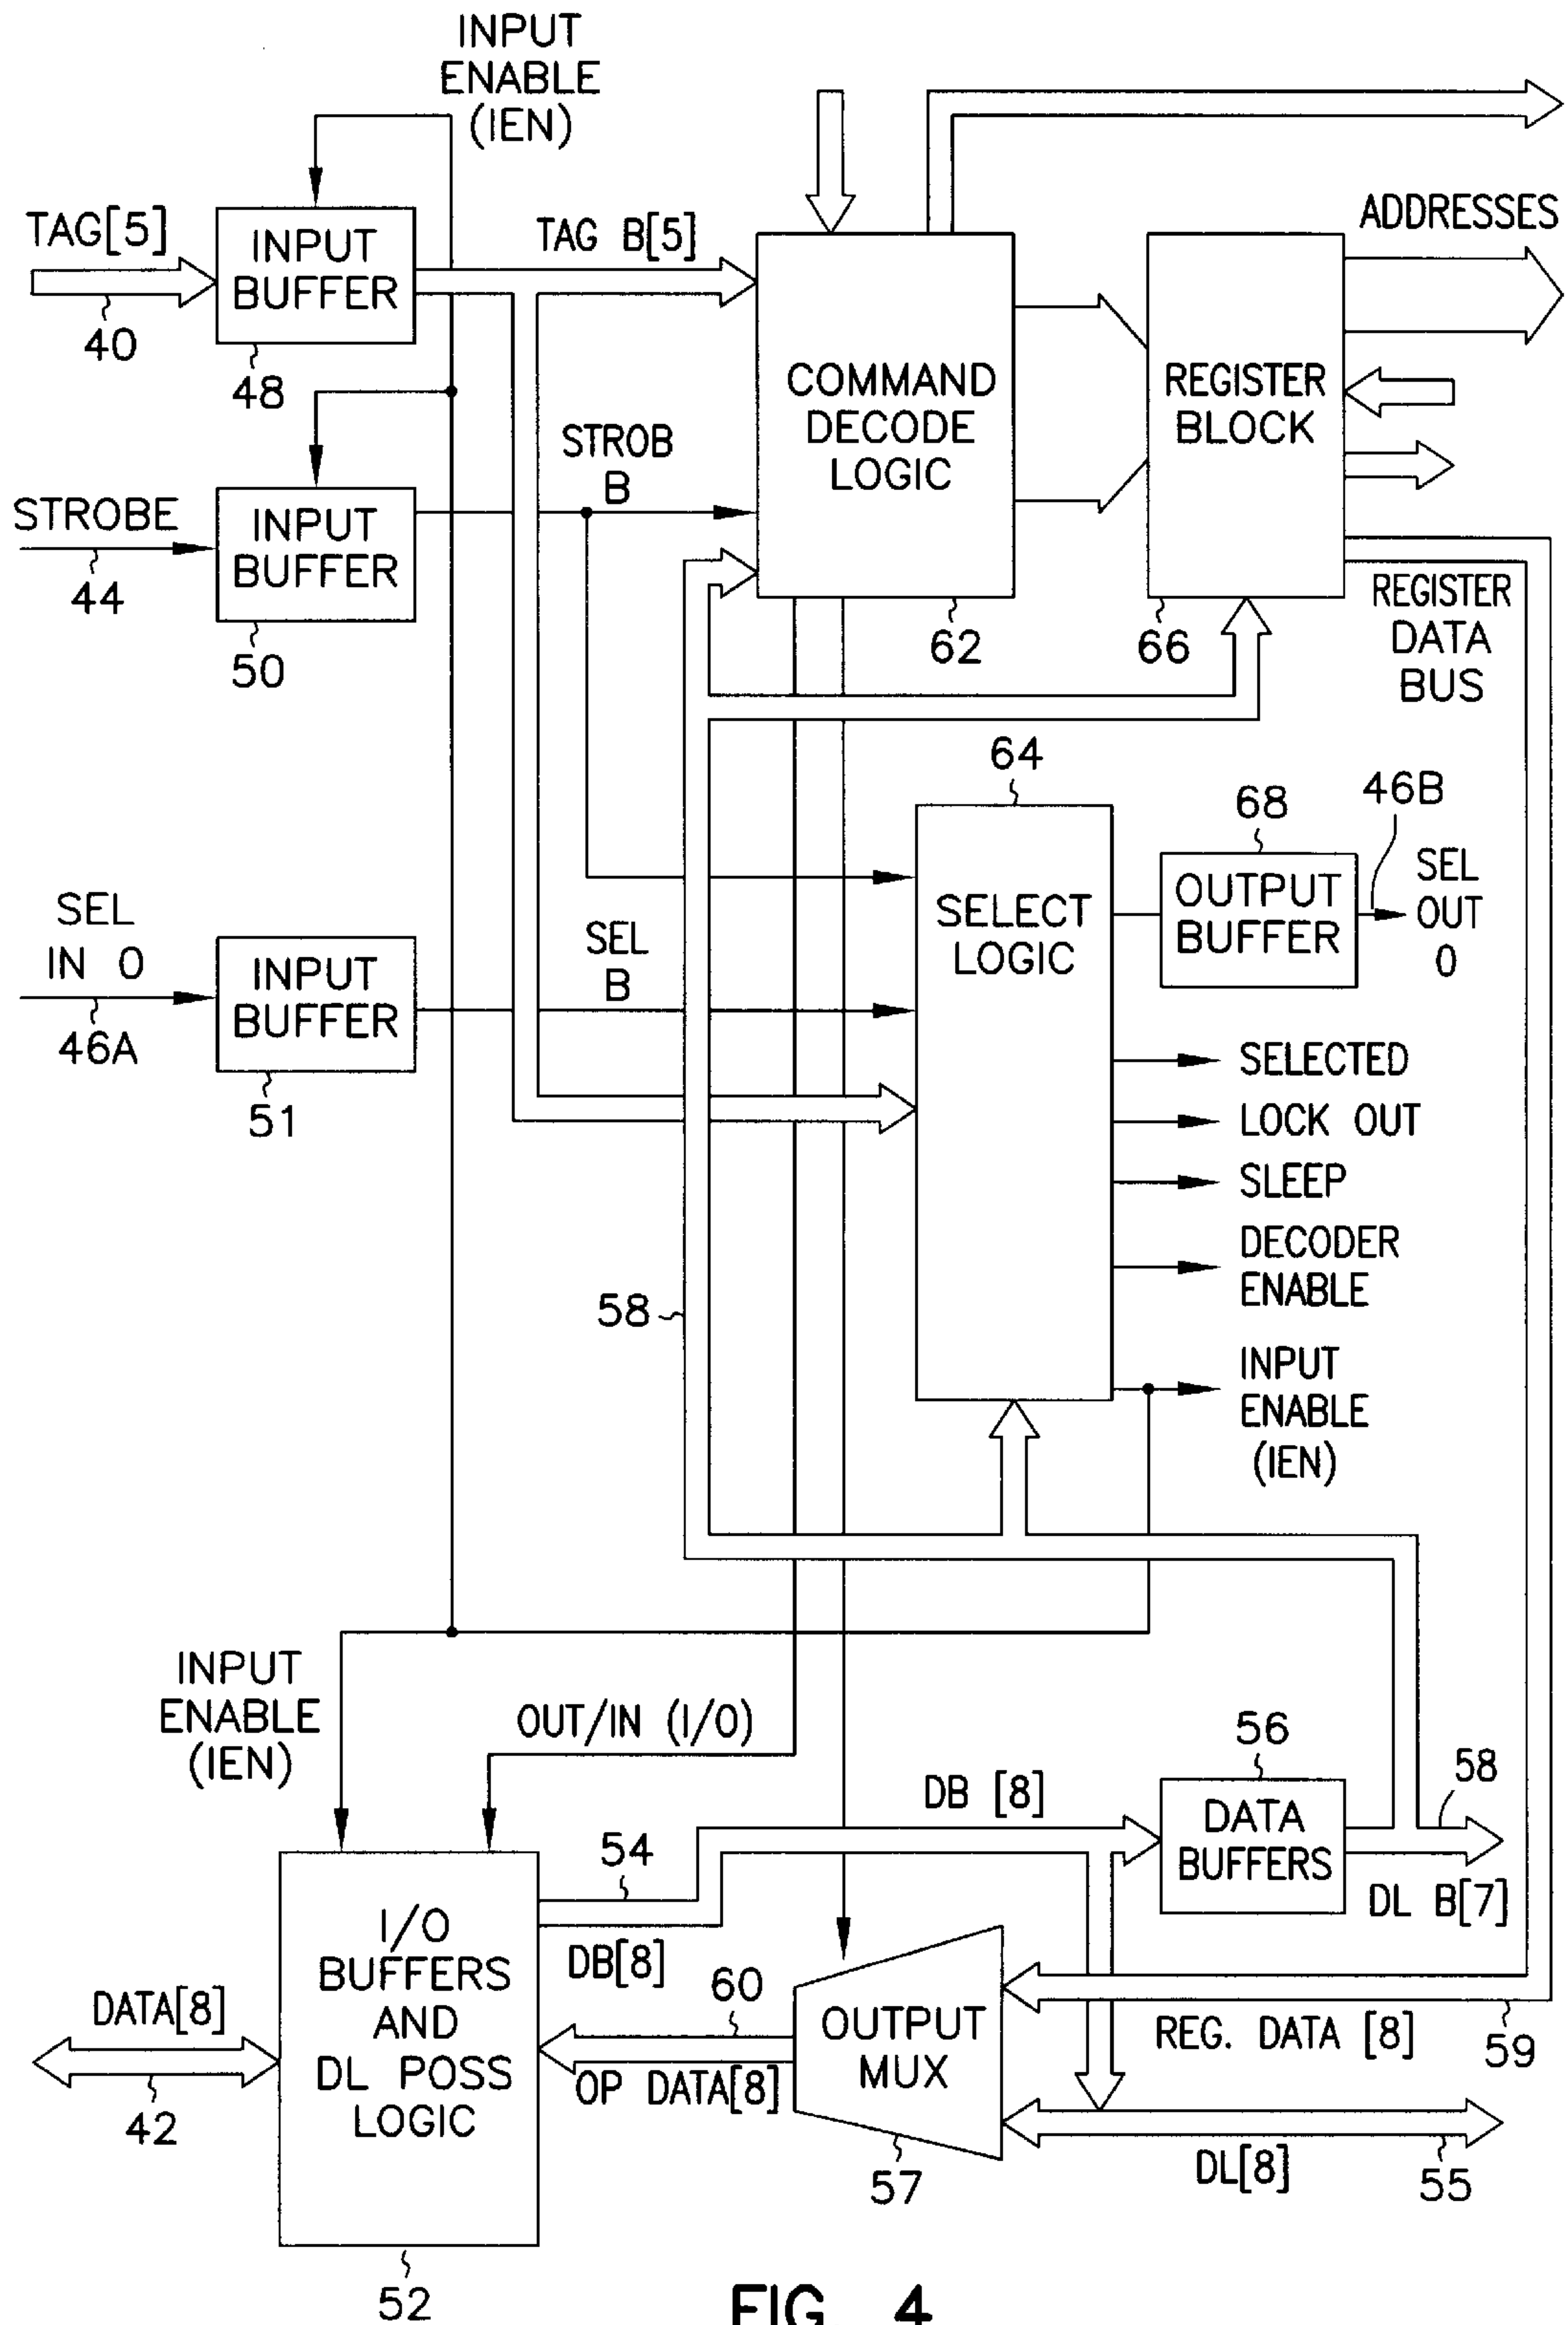 INPUT
ENABLE
(IEN)
TAG[5]
40
INPUT
BUFFER
48
TAG B[5]
COMMAND
DECODE
LOGIC
62
ADDRESSES
REGISTER
BLOCK
66
REGISTER
DATA
BUS
STROBE
44
INPUT
BUFFER
50
STROB
B
SEL
IN 0
46A
INPUT
BUFFER
51
SEL
B
64
SELECT
LOGIC
68
OUTPUT
BUFFER
46B
SEL
OUT
0
SELECTED
LOCK OUT
SLEEP
DECODER
ENABLE
INPUT
ENABLE
(IEN)
58
INPUT
ENABLE
(IEN)
OUT/IN (I/O)
DB [8]
56
DATA
BUFFERS
58
DL B[7]
54
DB[8]
I/O
BUFFERS
AND
DL POSS
LOGIC
52
DATA[8]
42
60
OP DATA[8]
OUTPUT
MUX
57
REG. DATA [8]
59
DL[8]
55
FIG. 4